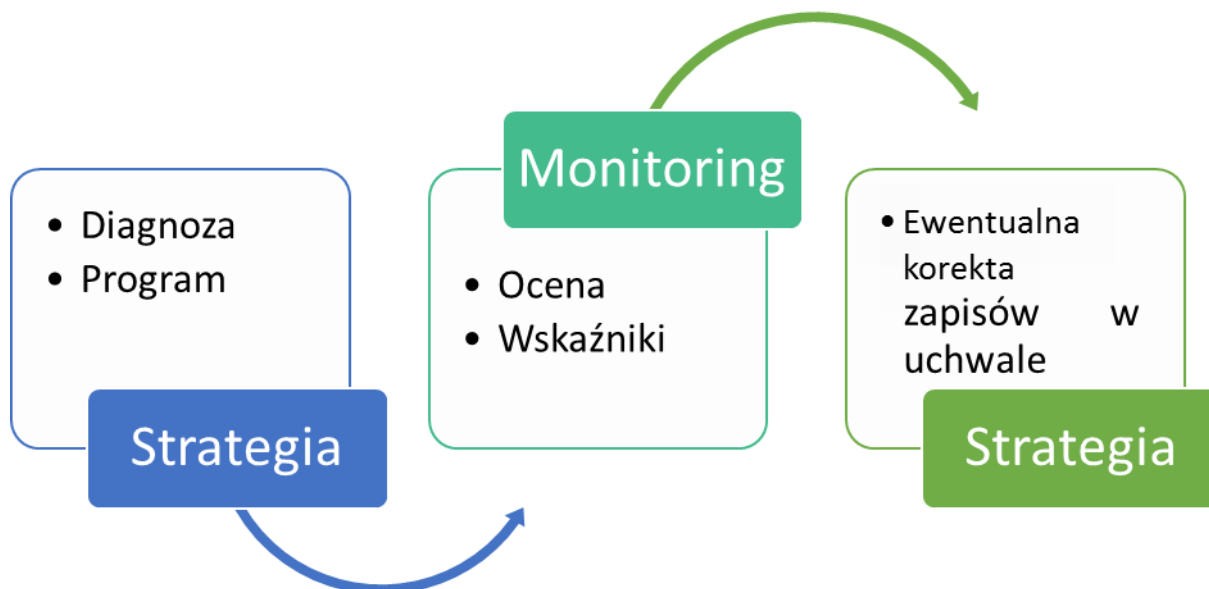 • Diagnoza
• Program
Strategia
Monitoring
• Ocena
• Wskaźniki
• Ewentualna
korekta
zapisów w
uchwale
Strategia